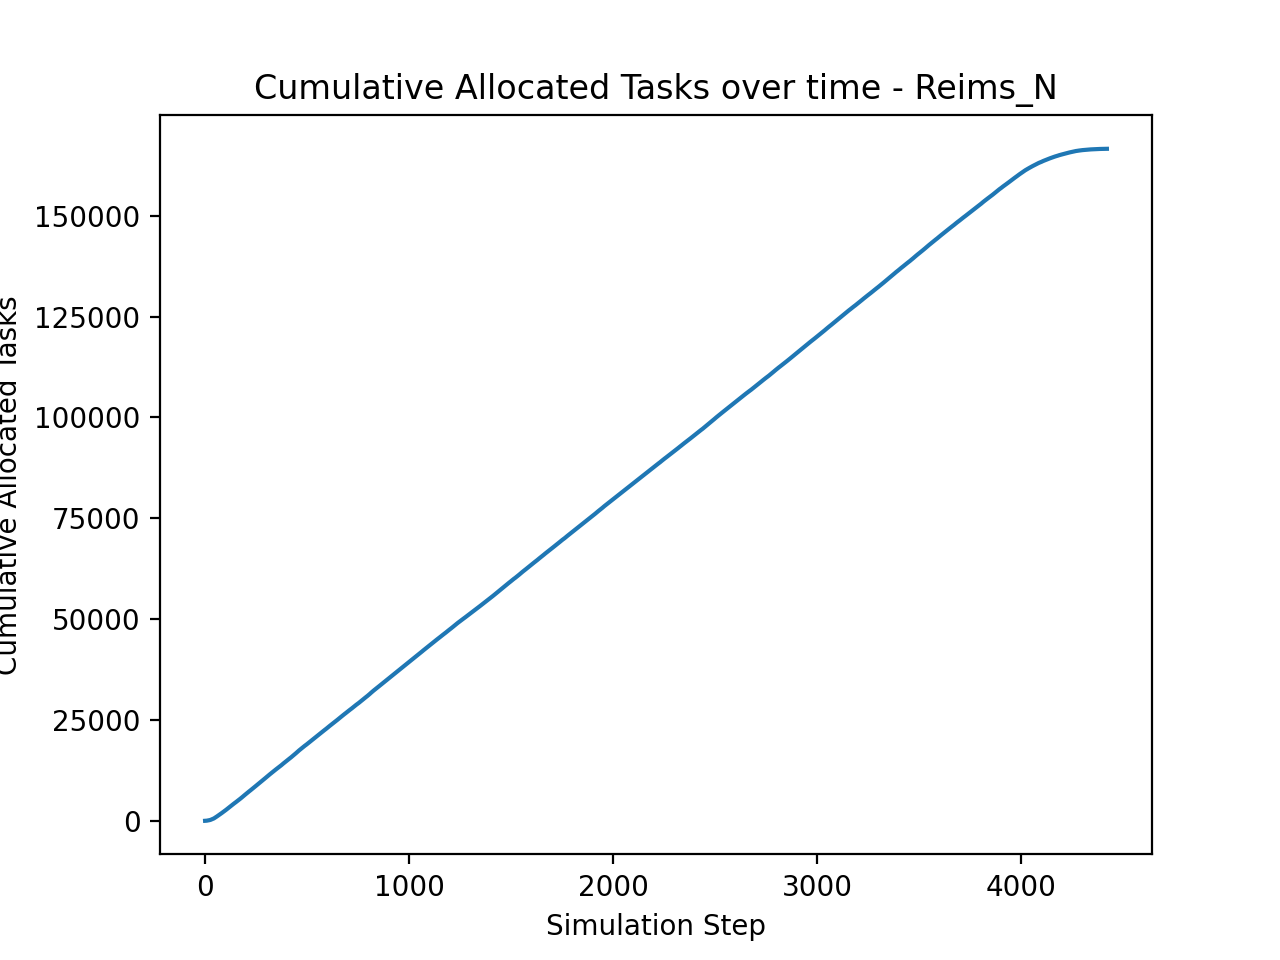 Cumulative Allocated Tasks over time - Reims_N
Cumulative Allocated Tasks
150000
125000
100000
75000
50000
25000
0
0 1000 2000 3000 4000
Simulation Step